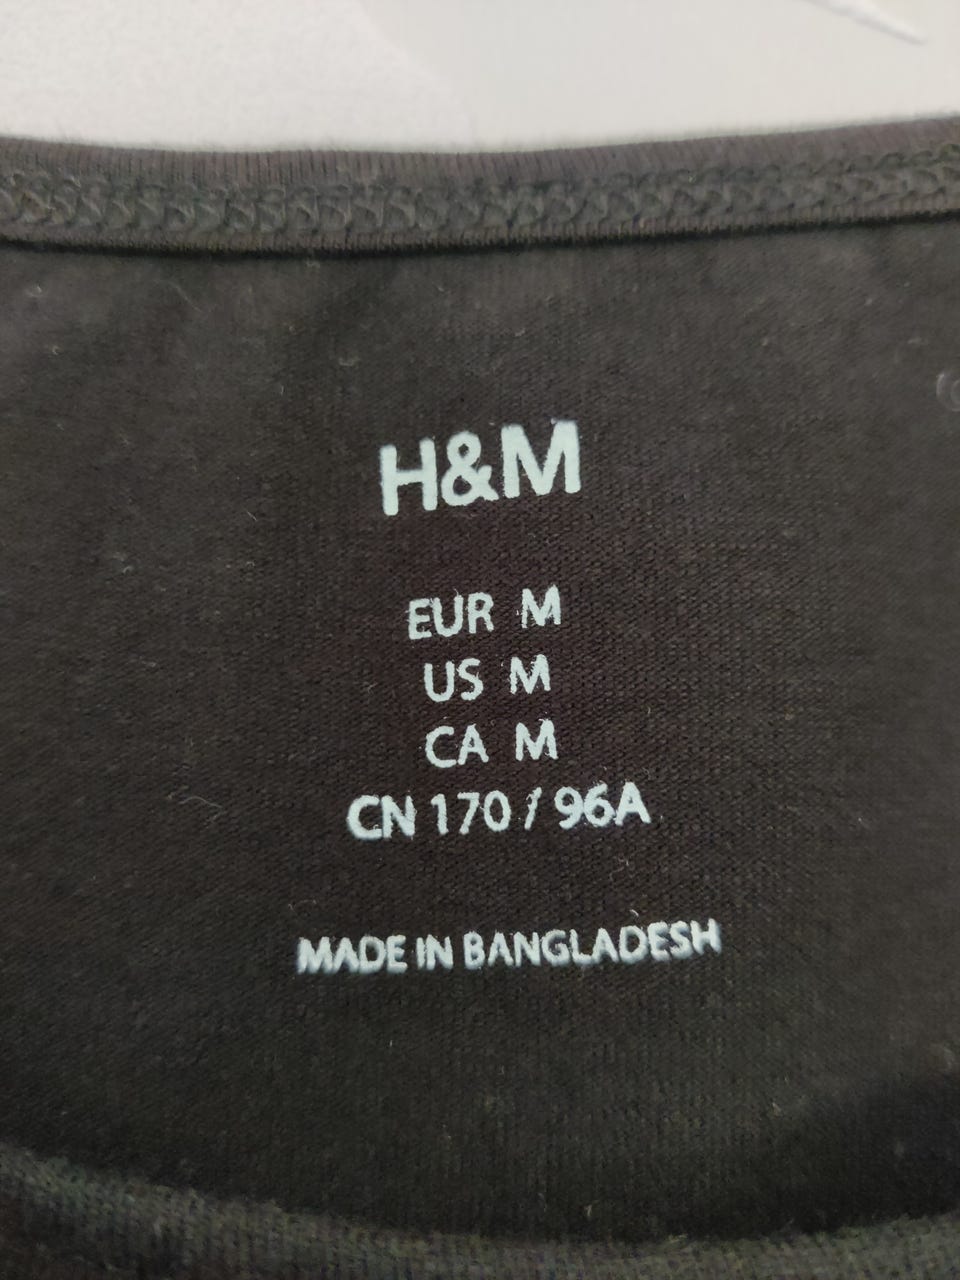 H&M
EUR M
US M
CA M
CN 170 / 96A
MADE IN BANGLADESH